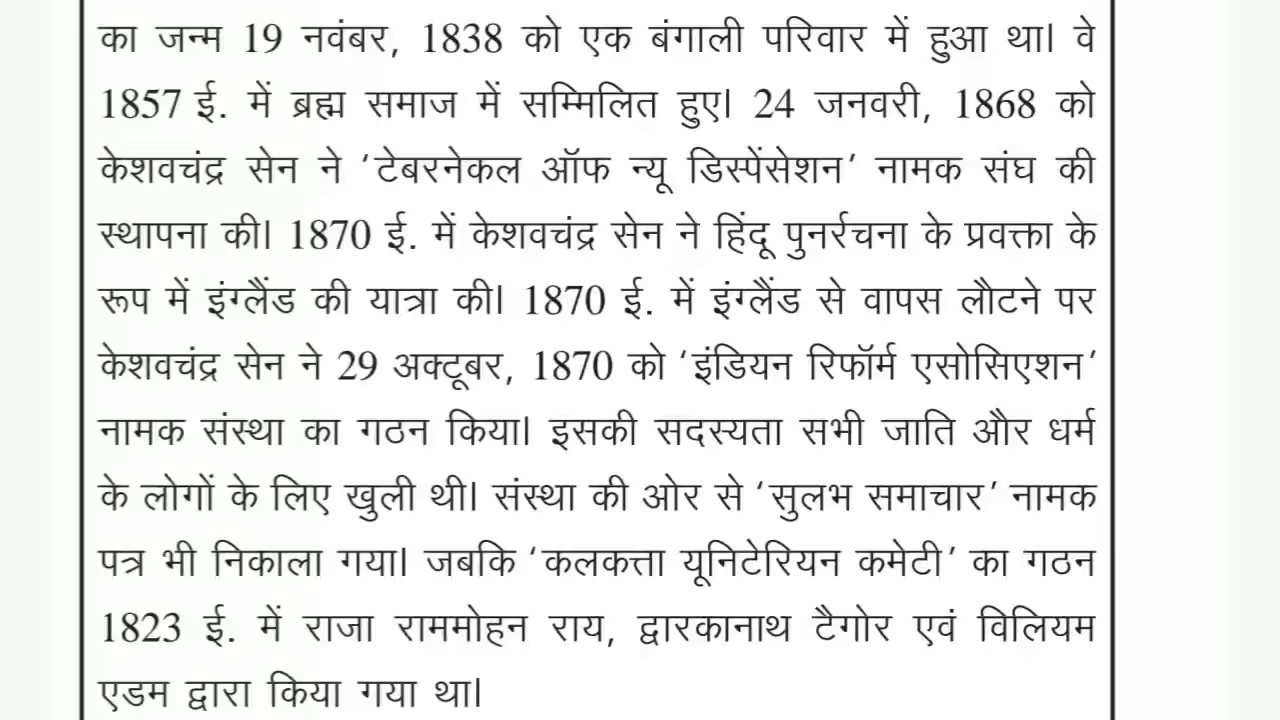 का जन्म 19 नवंबर, 1838 को एक बंगाली परिवार में हुआ था। वे
1857 ई. में ब्रह्म समाज में सम्मिलित हुए। 24 जनवरी, 1868 को
केशवचंद्र सेन ने ‘टेबरनेकल ऑफ न्यू डिस्पेंसेशन’ नामक संघ की
स्थापना की। 1870 ई. में केशवचंद्र सेन ने हिंदू पुनर्रचना के प्रवक्ता के
रूप में इंग्लैंड की यात्रा की। 1870 ई. में इंग्लैंड से वापस लौटने पर
केशवचंद्र सेन ने 29 अक्टूबर, 1870 को ‘इंडियन रिफॉर्म एसोसिएशन’
नामक संस्था का गठन किया। इसकी सदस्यता सभी जाति और धर्म
के लोगों के लिए खुली थी। संस्था की ओर से ‘सुलभ समाचार’ नामक
पत्र भी निकाला गया। जबकि ‘कलकत्ता यूनिटेरियन कमेटी’ का गठन
1823 ई. में राजा राममोहन राय, द्वारकानाथ टैगोर एवं विलियम
एडम द्वारा किया गया था।